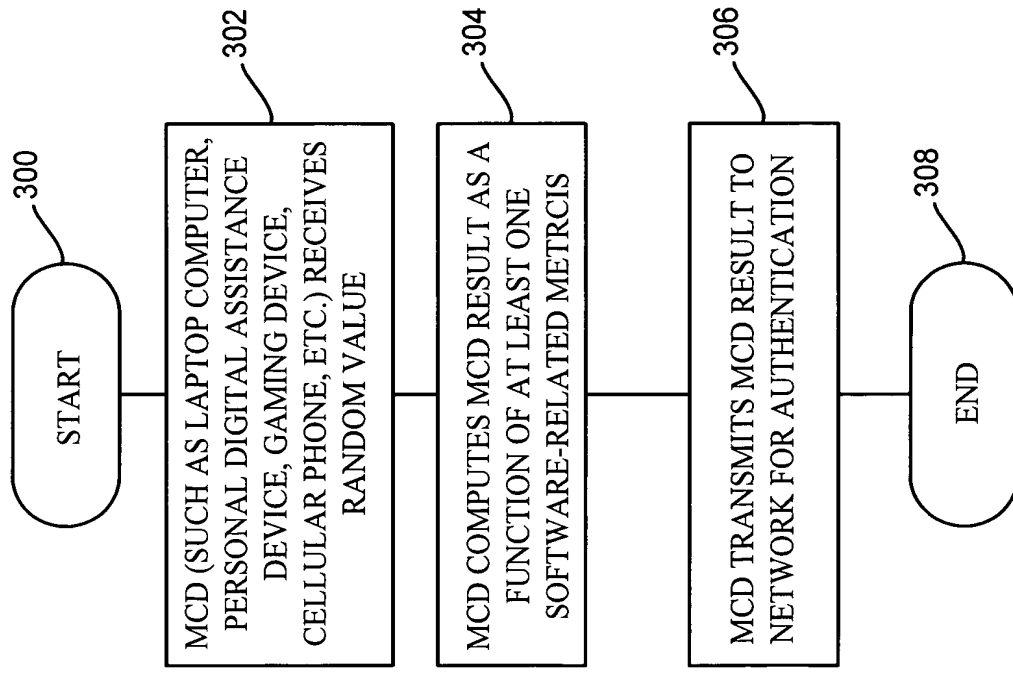 START
300
MCD (SUCH AS LAPTOP COMPUTER,
PERSONAL DIGITAL ASSISTANCE
DEVICE, GAMING DEVICE,
CELLULAR PHONE, ETC.) RECEIVES
RANDOM VALUE
302
MCD COMPUTES MCD RESULT AS A
FUNCTION OF AT LEAST ONE
SOFTWARE-RELATED METRCIS
304
MCD TRANSMITS MCD RESULT TO
NETWORK FOR AUTHENTICATION
306
END
308